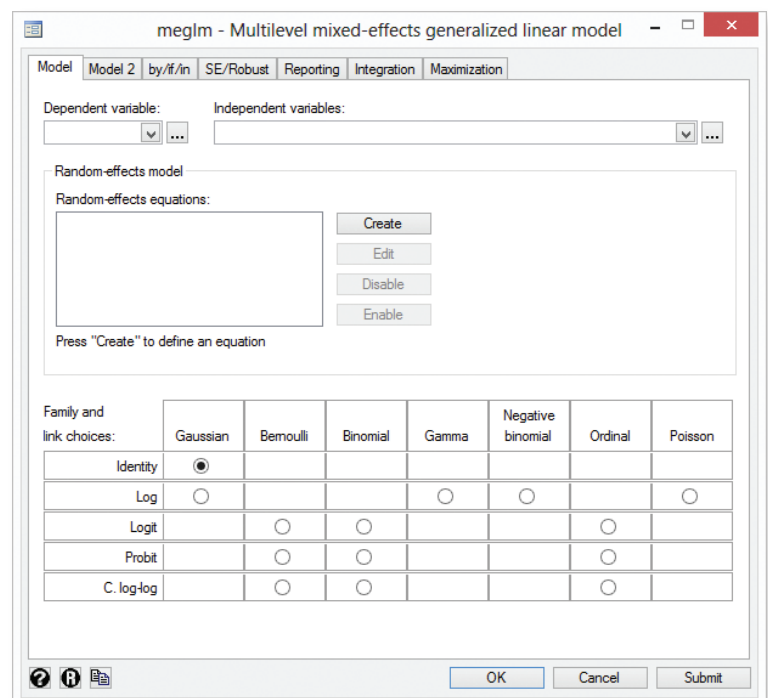 meglm - Multilevel mixed-effects generalized linear model
Model Model 2 by/if/in SE/Robust Reporting Integration Maximization
Dependent variable: Independent variables:
... ...
Random-effects model
Random-effects equations:
Create
Edit
Disable
Enable
Press "Create" to define an equation
Family and
link choices: Gaussian Bernoulli Binomial Gamma Negative binomial Ordinal Poisson
Identity
Log
Logit
Probit
C. log-log
? R OK Cancel Submit